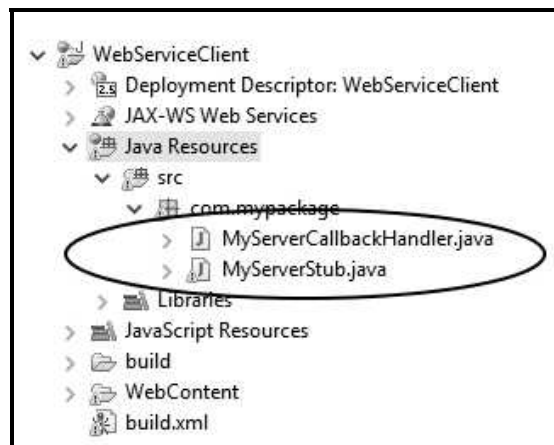 WebServiceClient
Deployment Descriptor: WebServiceClient
JAX-WS Web Services
Java Resources
src
com.mypackage
MyServerCallbackHandler.java
MyServerStub.java
Libraries
JavaScript Resources
build
WebContent
build.xml